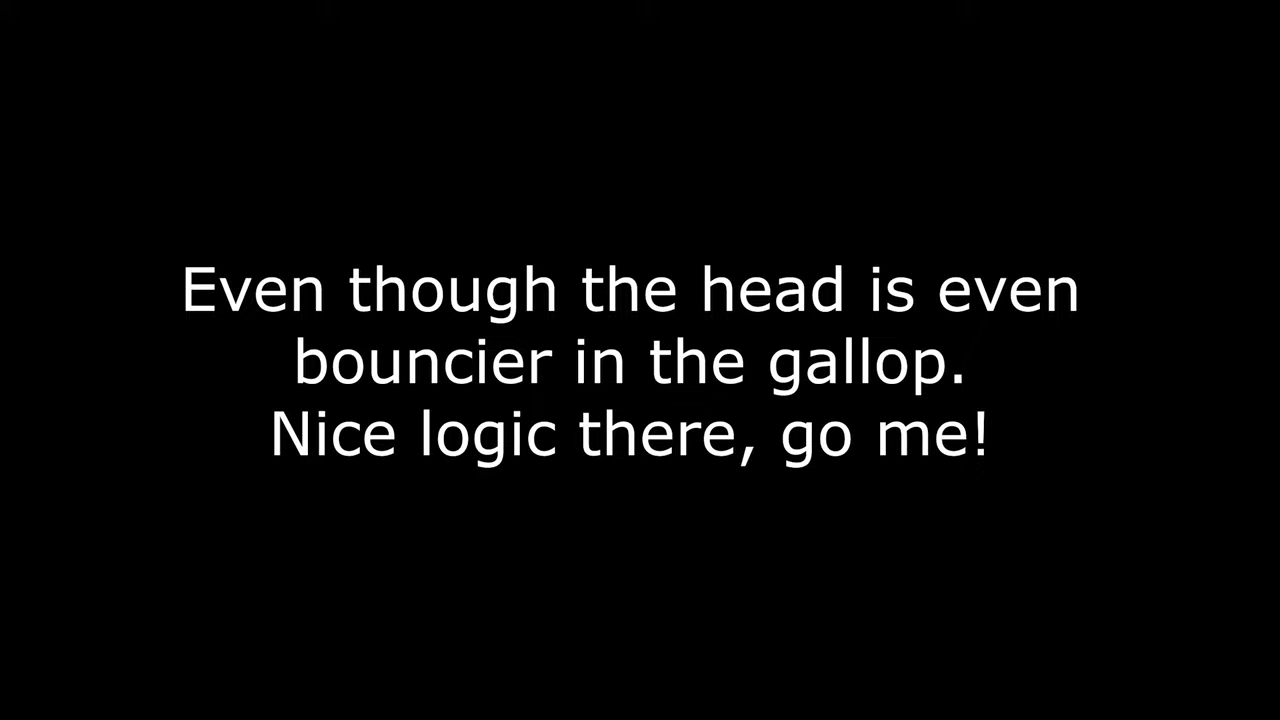 Even though the head is even
bouncier in the gallop.
Nice logic there, go me!